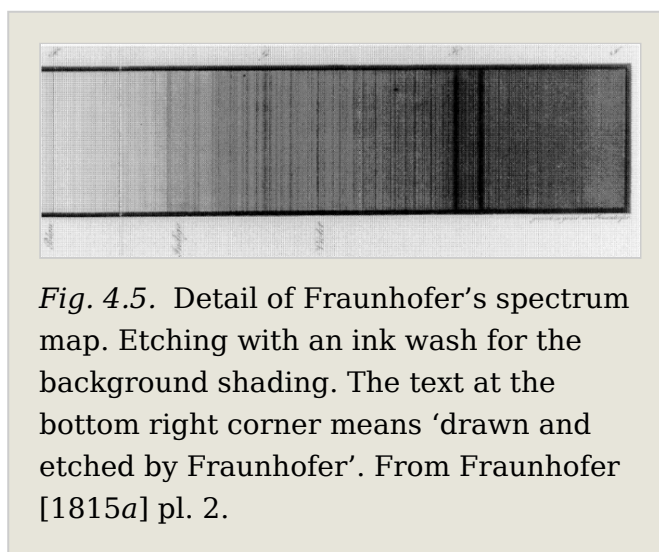 Fig. 4.5. Detail of Fraunhofer’s spectrum
map. Etching with an ink wash for the
background shading. The text at the
bottom right corner means ‘drawn and
etched by Fraunhofer’. From Fraunhofer
[1815a] pl. 2.